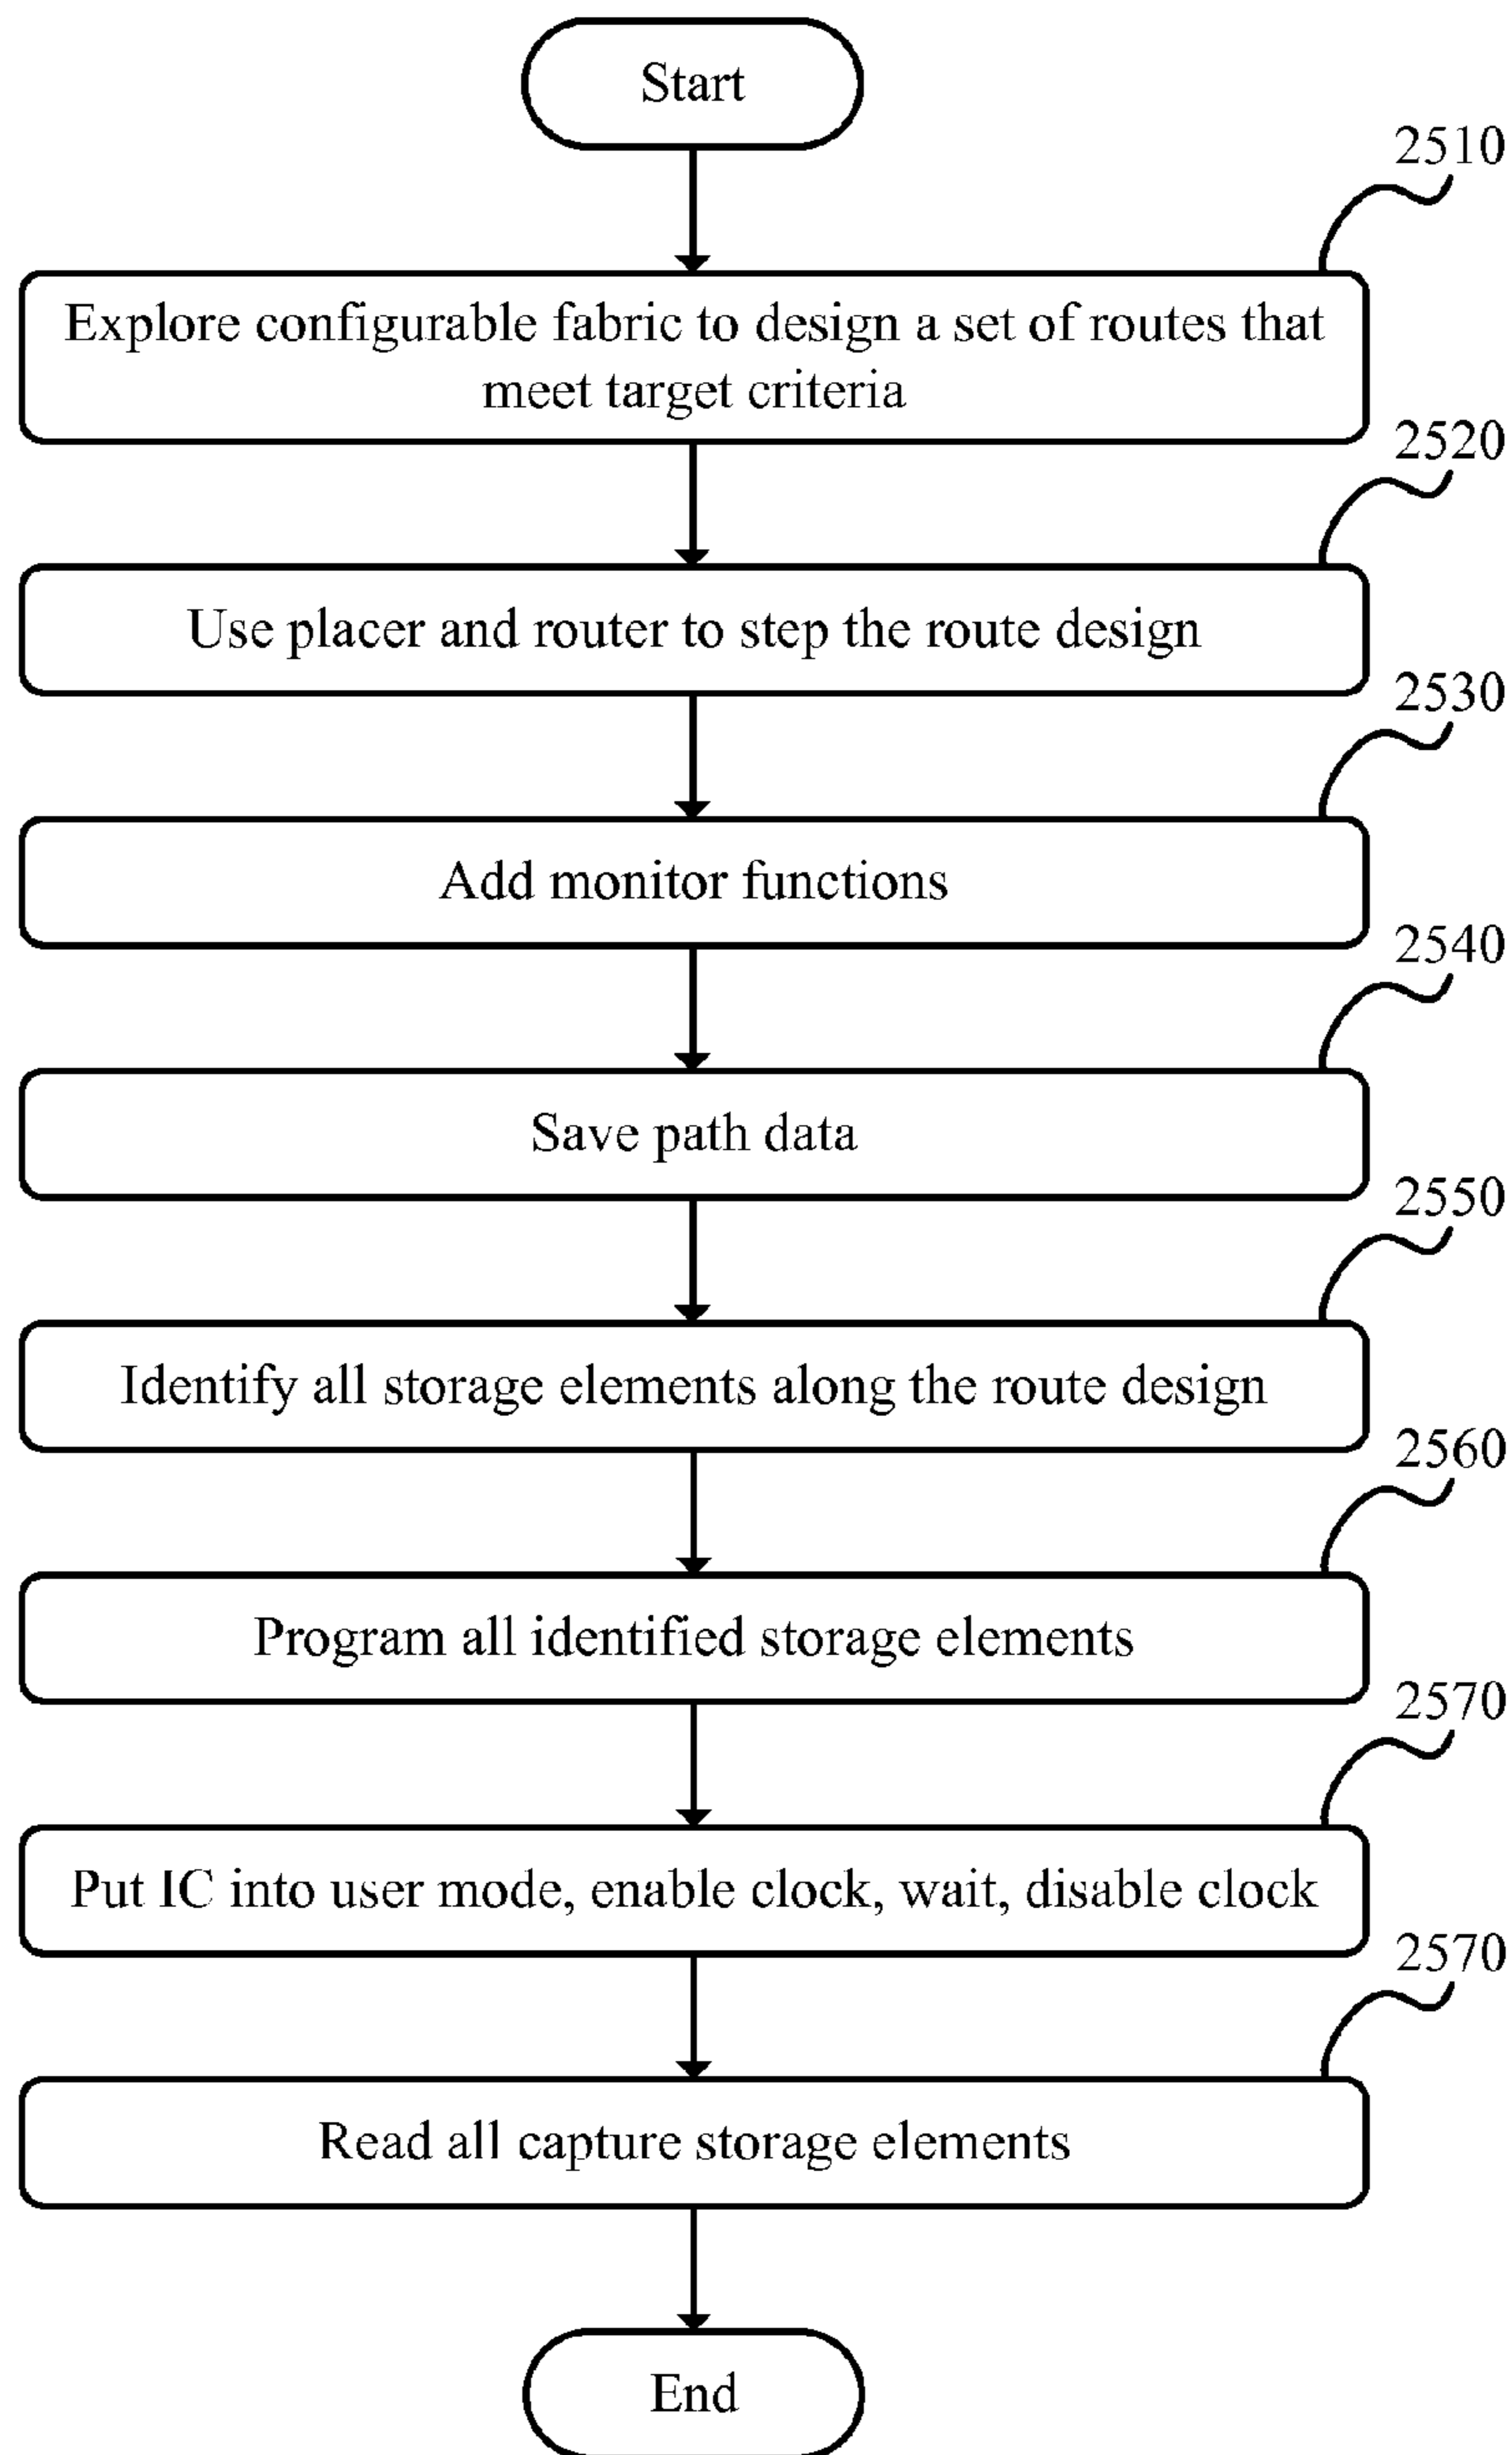 Start
2510
Explore configurable fabric to design a set of routes that
meet target criteria
2520
Use placer and router to step the route design
2530
Add monitor functions
2540
Save path data
2550
Identify all storage elements along the route design
2560
Program all identified storage elements
2570
Put IC into user mode, enable clock, wait, disable clock
2570
Read all capture storage elements
End